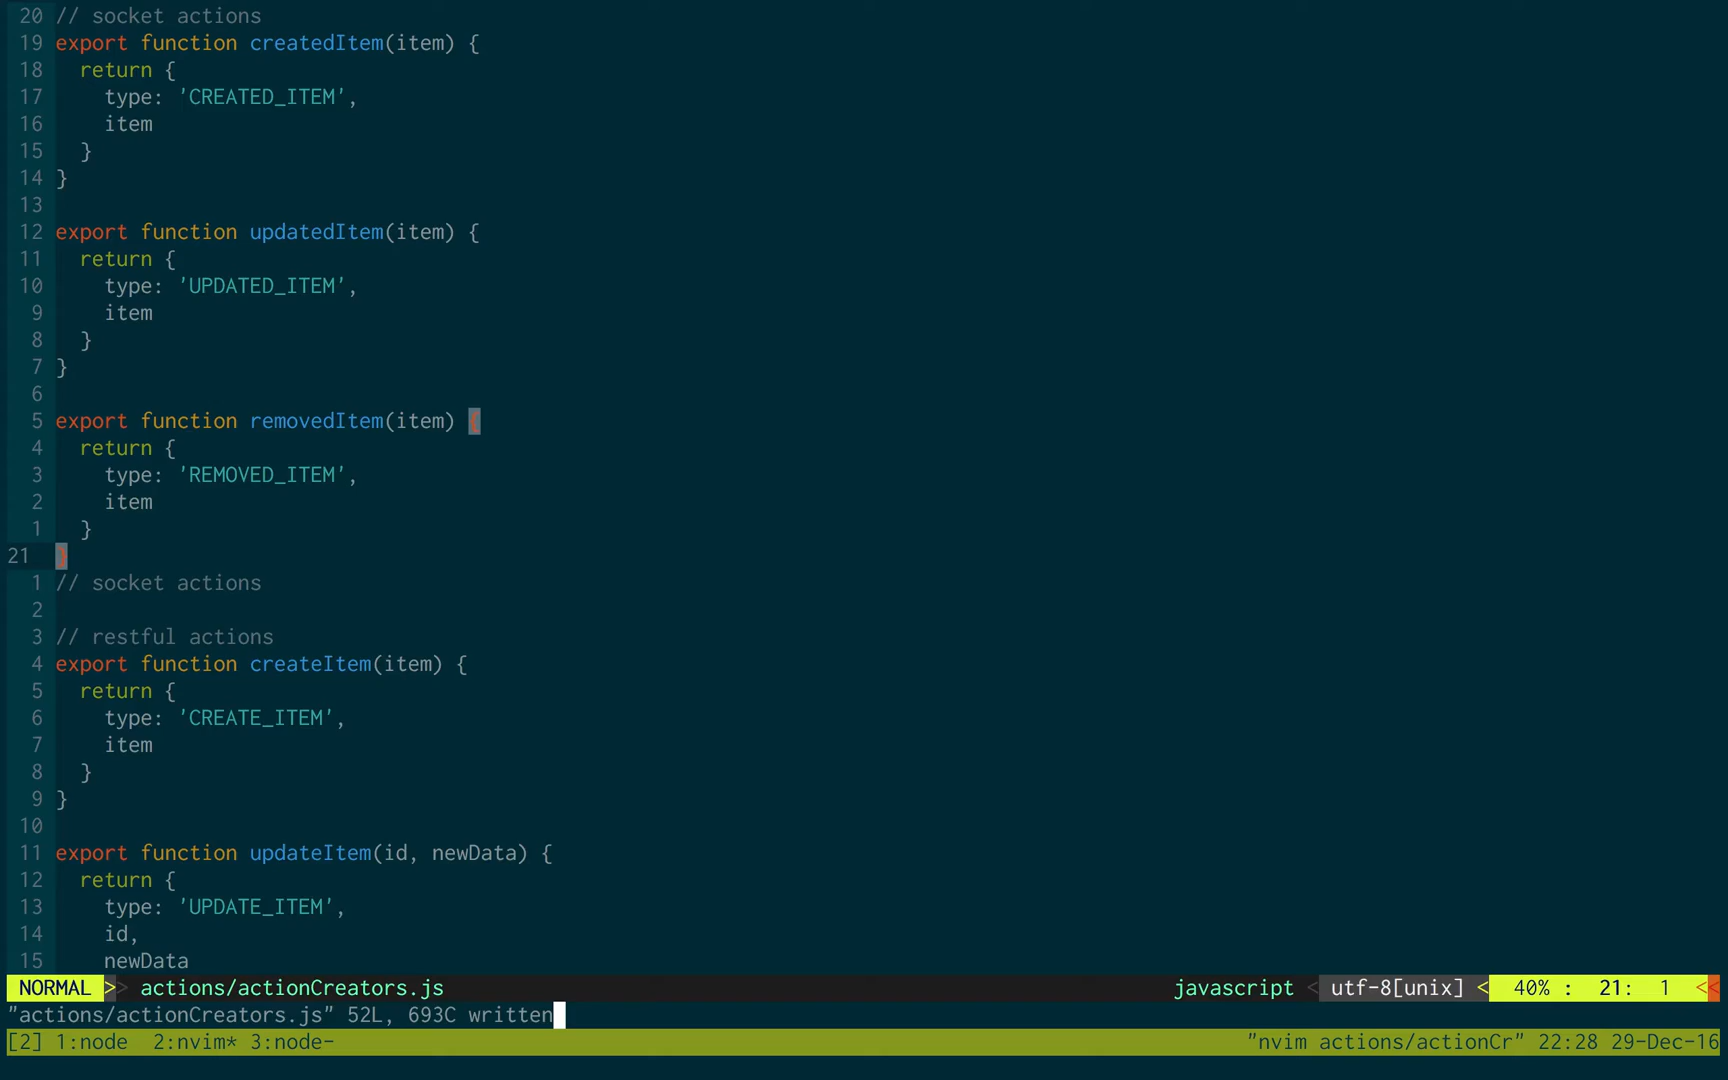 20 // socket actions
19 export function createdItem(item) {
18   return {
17     type: 'CREATED_ITEM',
16     item
15   }
14 }
13
12 export function updatedItem(item) {
11   return {
10     type: 'UPDATED_ITEM',
9     item
8   }
7 }
6
5 export function removedItem(item) {
4   return {
3     type: 'REMOVED_ITEM',
2     item
1   }
21 }
1 // socket actions
2
3 // restful actions
4 export function createItem(item) {
5   return {
6     type: 'CREATE_ITEM',
7     item
8   }
9 }
10
11 export function updateItem(id, newData) {
12   return {
13     type: 'UPDATE_ITEM',
14     id,
15     newData
NORMAL >> actions/actionCreators.js javascript < utf-8[unix] < 40% : 21: 1 <<
"actions/actionCreators.js" 52L, 693C written
[2] 1:node 2:nvim* 3:node- "nvim actions/actionCr" 22:28 29-Dec-16